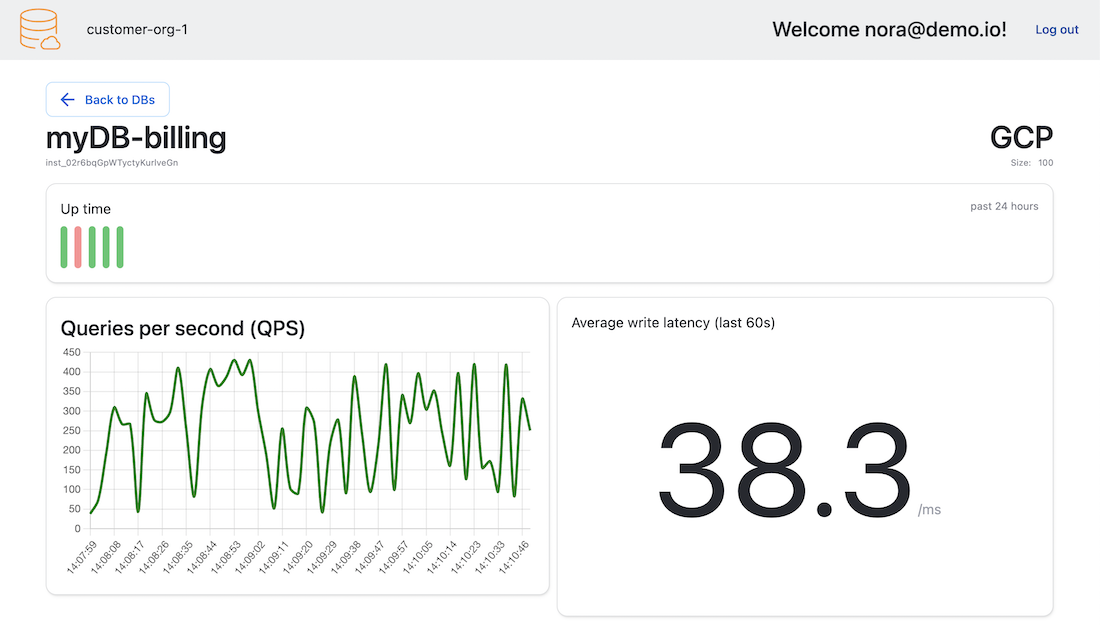 customer-org-1
Welcome nora@demo.io!
Log out
Back to DBs
myDB-billing
GCP
inst_02r6bqGpWTyctyKurlveGn
Size: 100
Up time
past 24 hours
Queries per second (QPS)
450
400
350
300
250
200
150
100
50
0
14:07:59
14:08:08
14:08:17
14:08:26
14:08:35
14:08:44
14:08:53
14:09:02
14:09:11
14:09:20
14:09:29
14:09:38
14:09:47
14:09:57
14:10:05
14:10:14
14:10:23
14:10:33
14:10:46
Average write latency (last 60s)
38.3 /ms